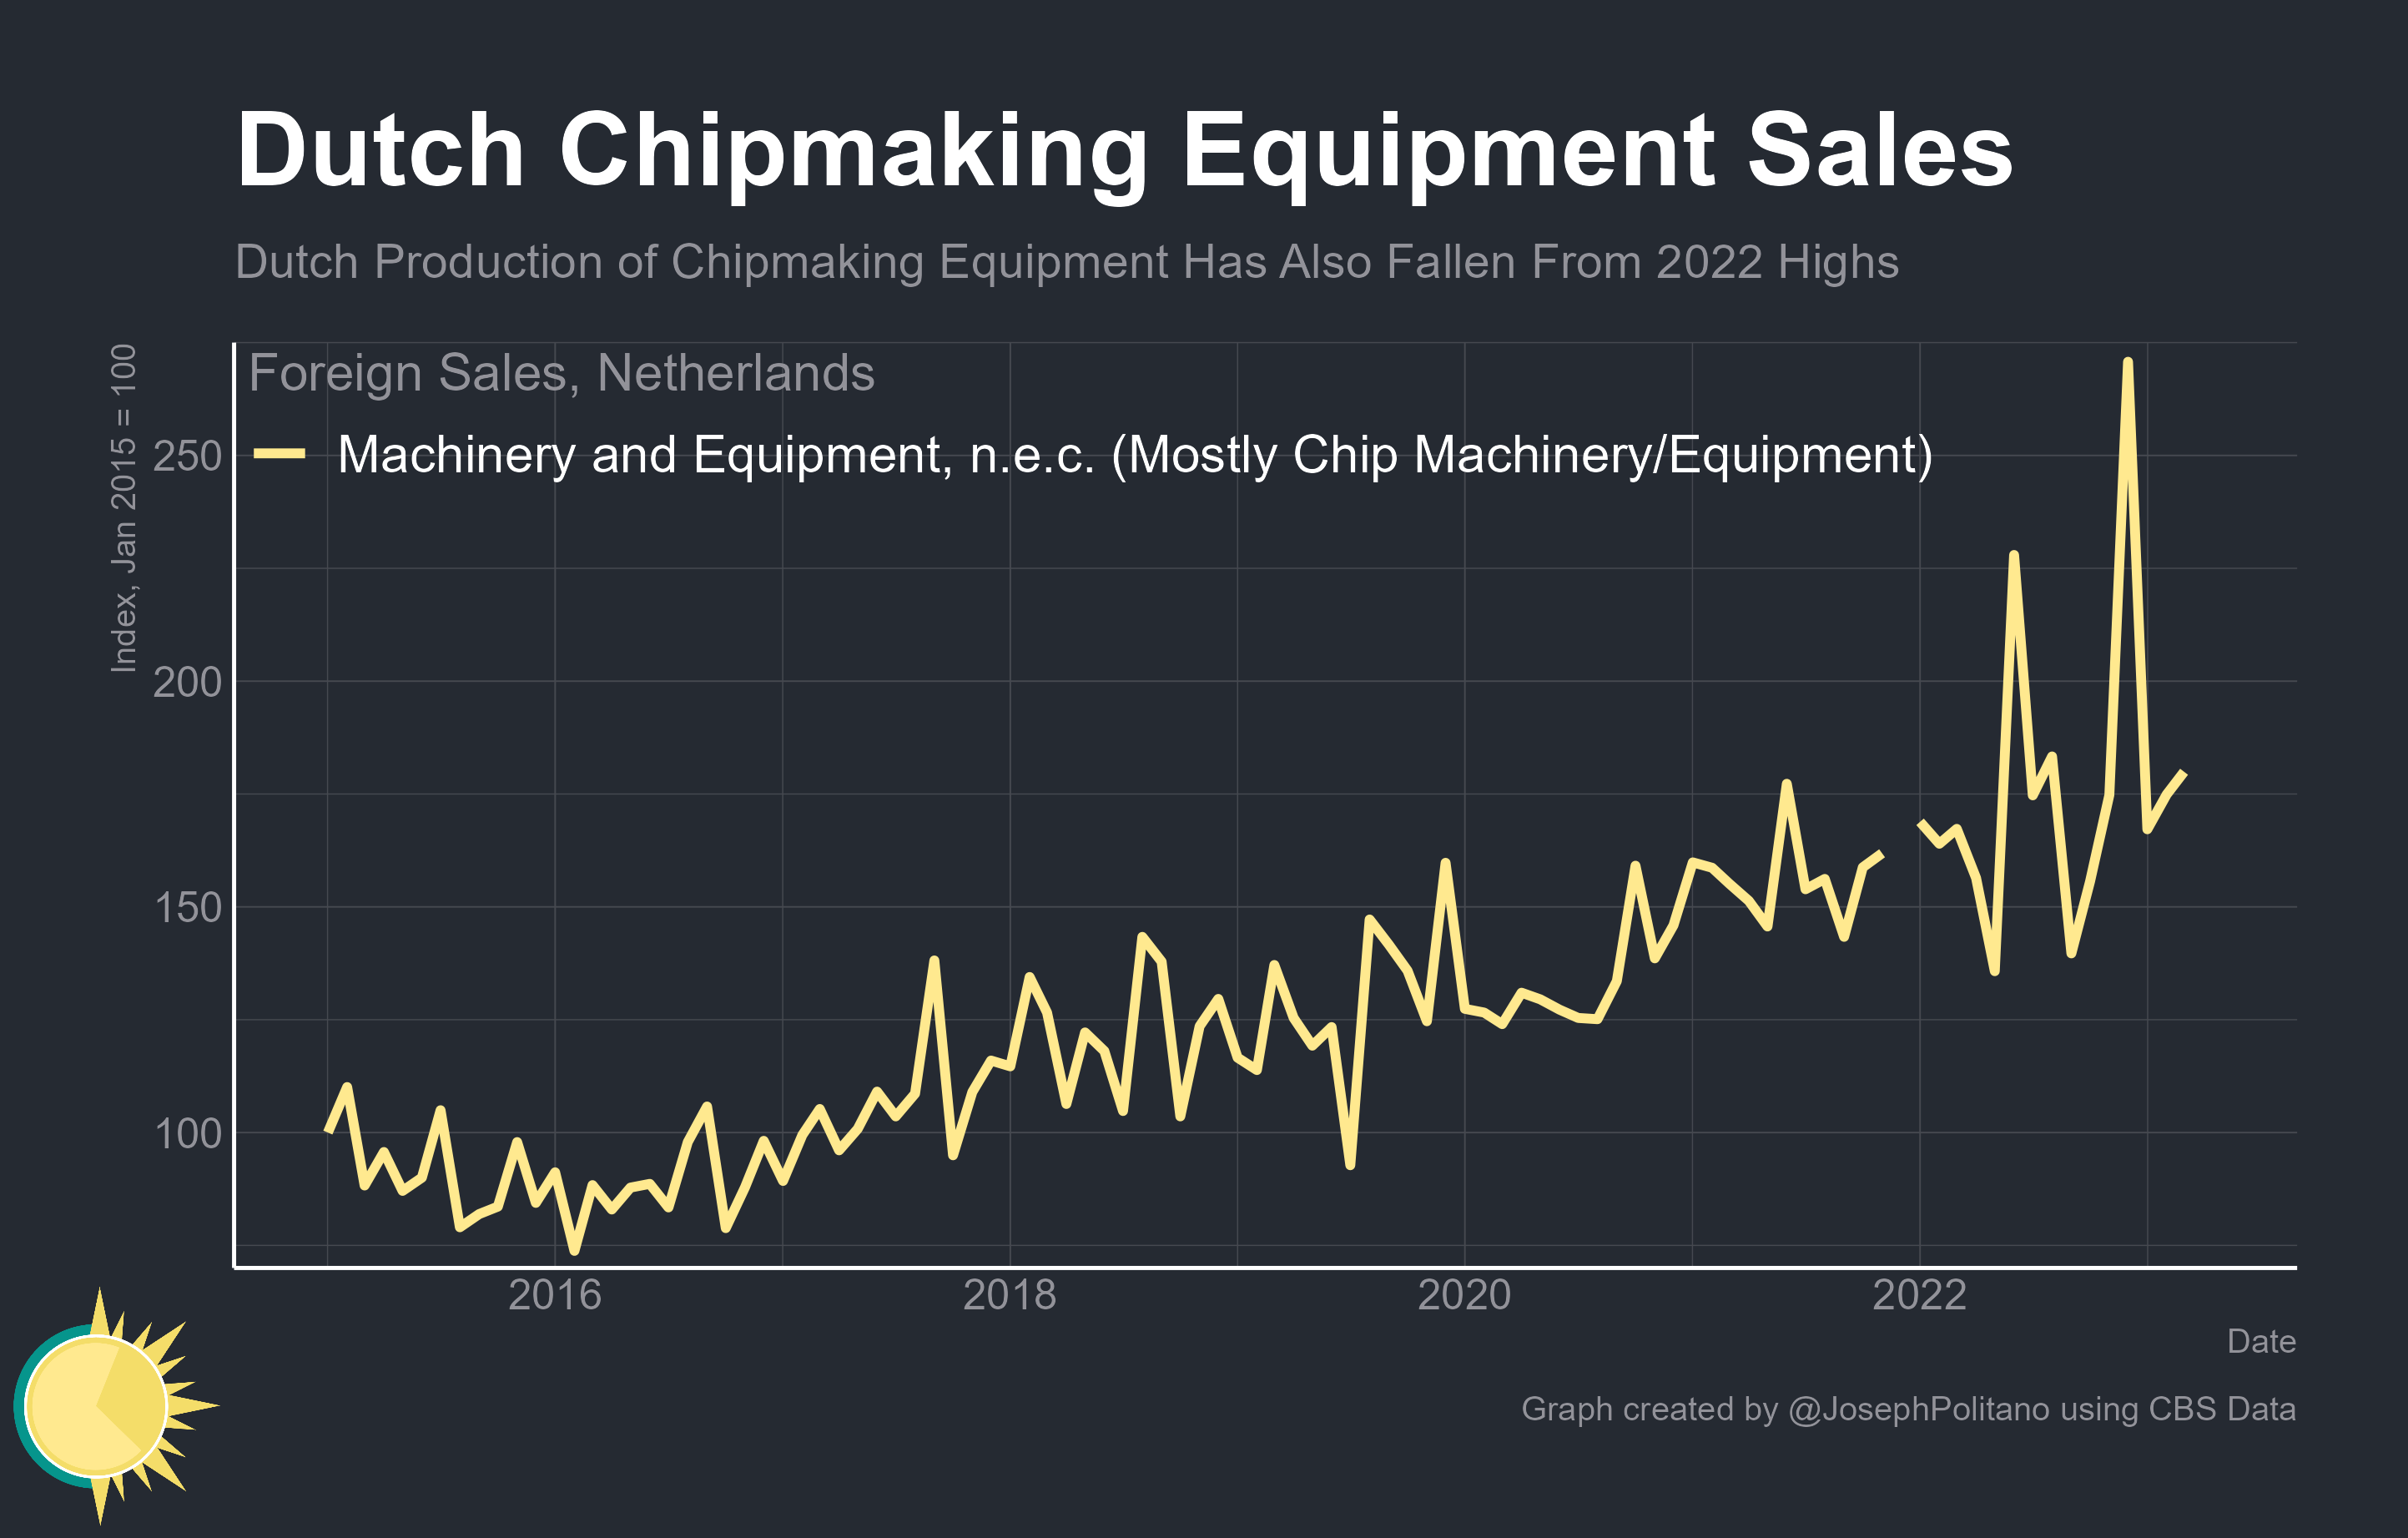 Dutch Chipmaking Equipment Sales
Dutch Production of Chipmaking Equipment Has Also Fallen From 2022 Highs
Index, Jan 2015 = 100
Foreign Sales, Netherlands
Machinery and Equipment, n.e.c. (Mostly Chip Machinery/Equipment)
250
200
150
100
2016 2018 2020 2022
Date
Graph created by @JosephPolitano using CBS Data